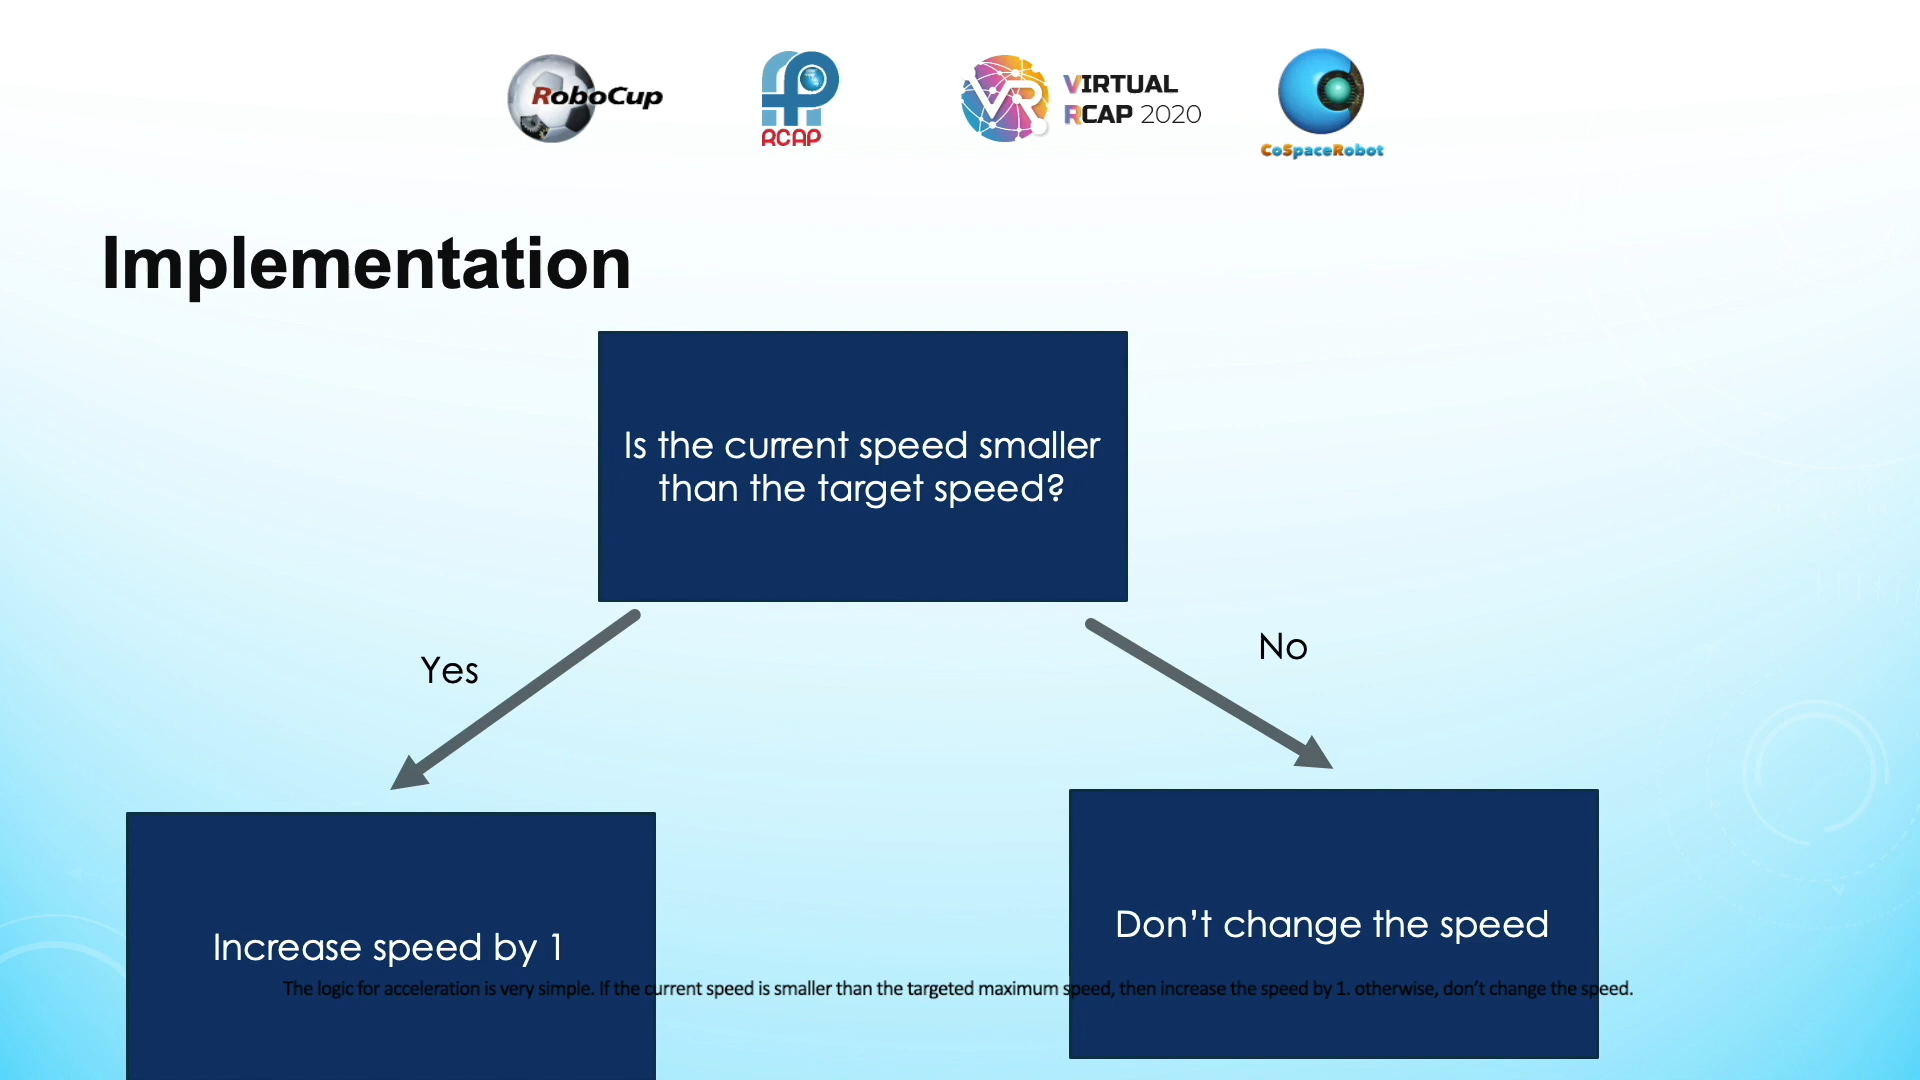 RoboCup
RCAP
VIRTUAL
RCAP 2020
CoSpaceRobot
Implementation
Is the current speed smaller
than the target speed?
Yes
No
Increase speed by 1
Don't change the speed
The logic for acceleration is very simple. If the current speed is smaller than the targeted maximum speed, then increase the speed by 1. otherwise, don't change the speed.